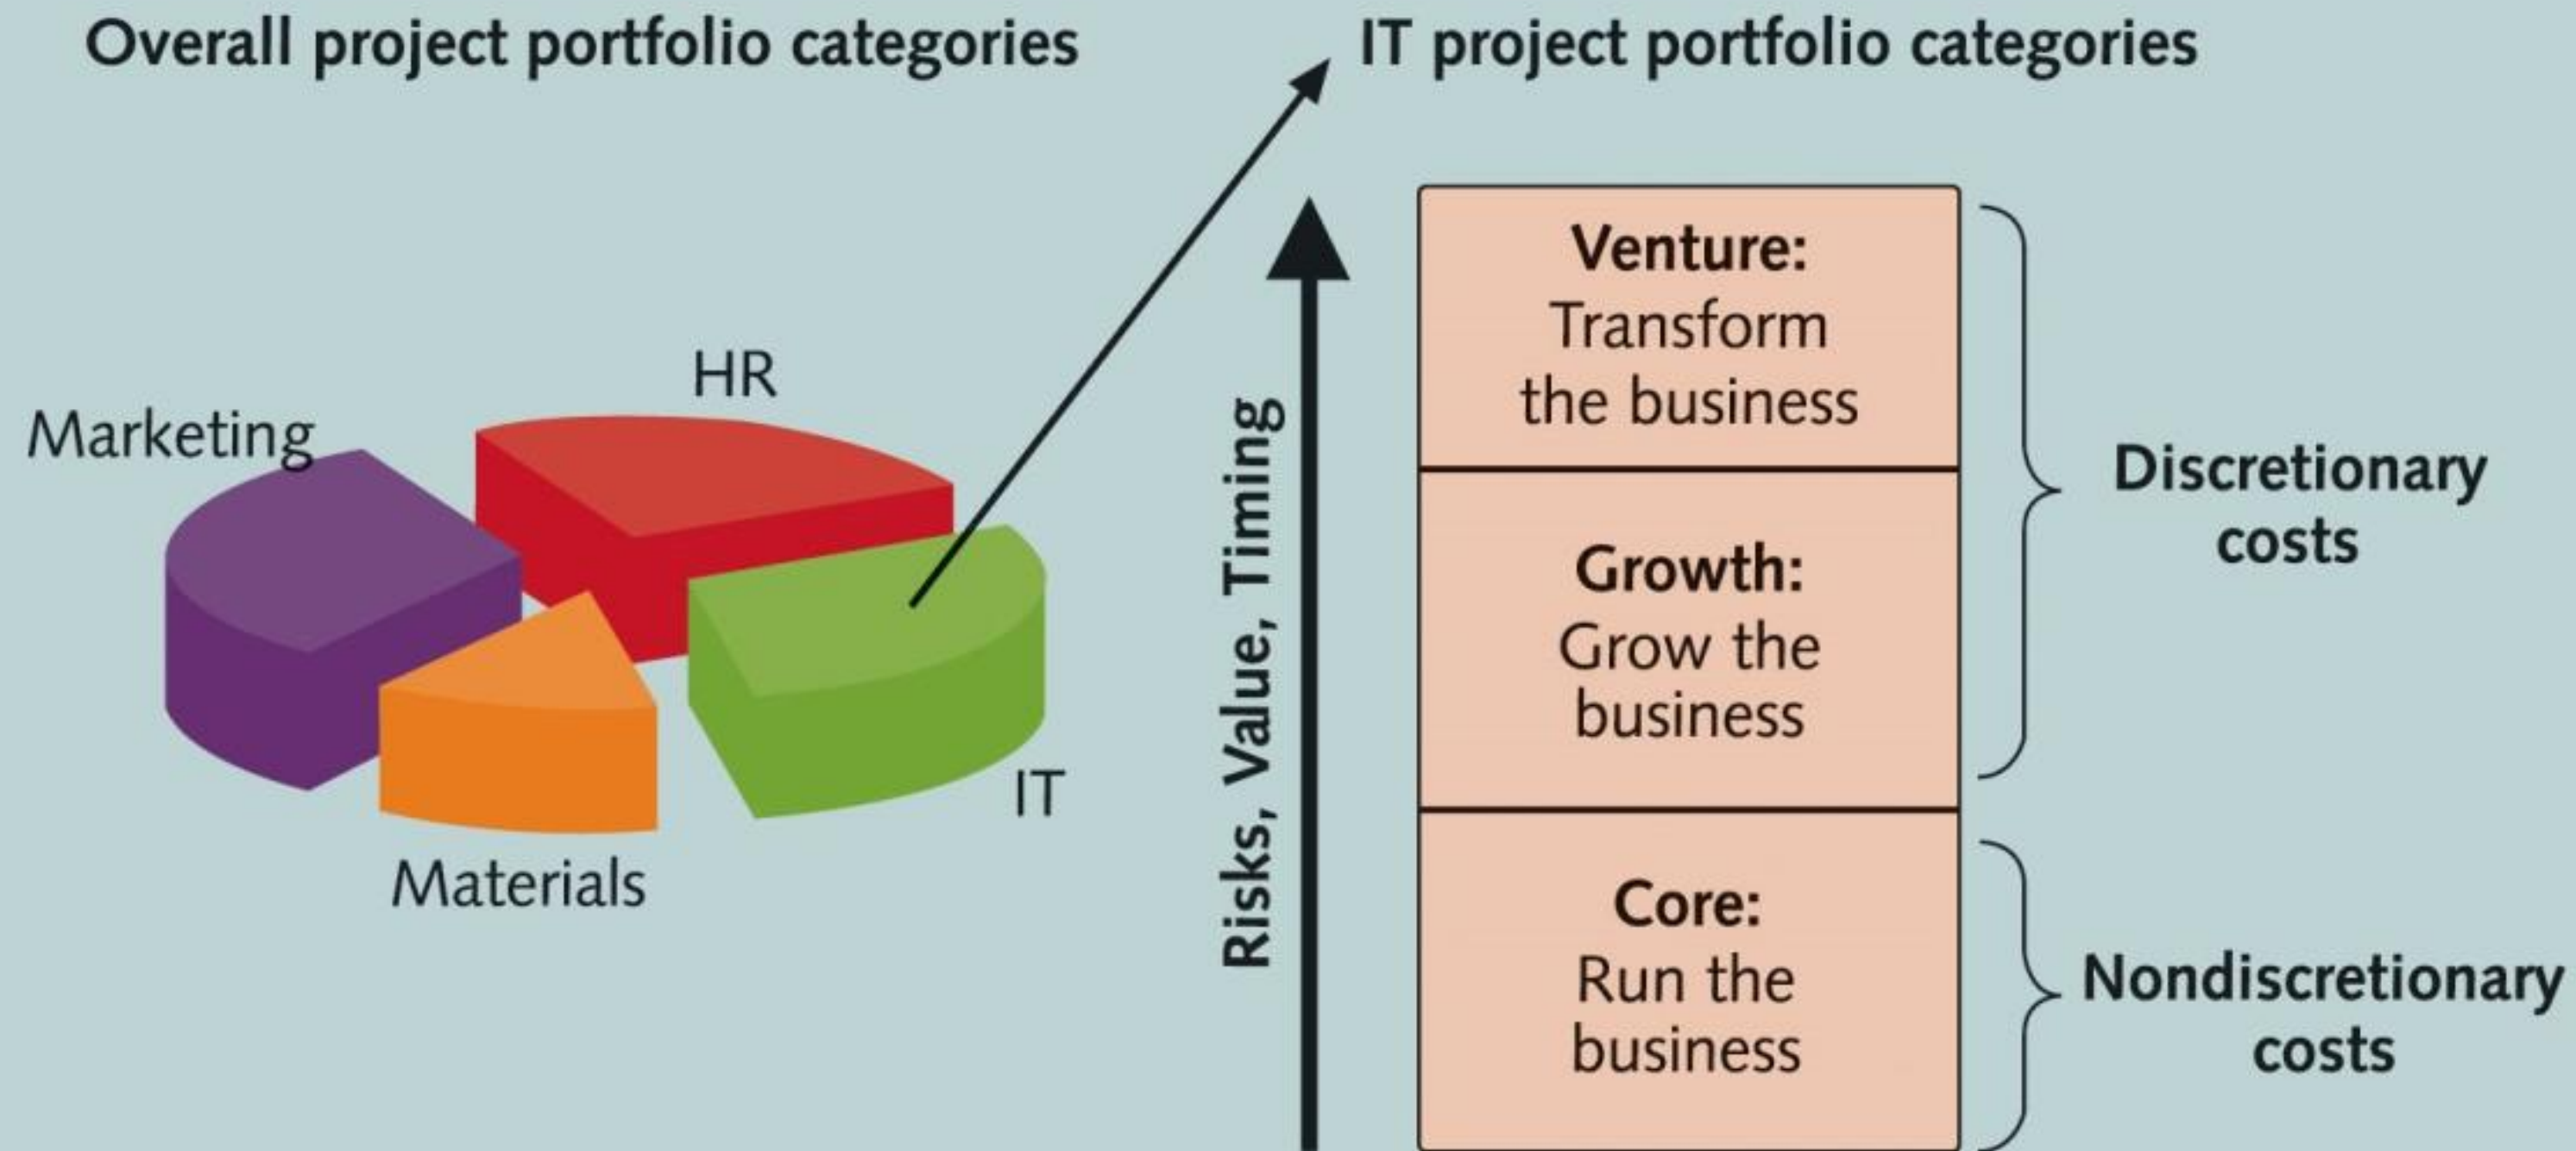 Overall project portfolio categories
IT project portfolio categories
HR
Marketing
IT
Materials
Risks, Value, Timing
Venture:
Transform
the business
Growth:
Grow the
business
Core:
Run the
business
Discretionary
costs
Nondiscretionary
costs